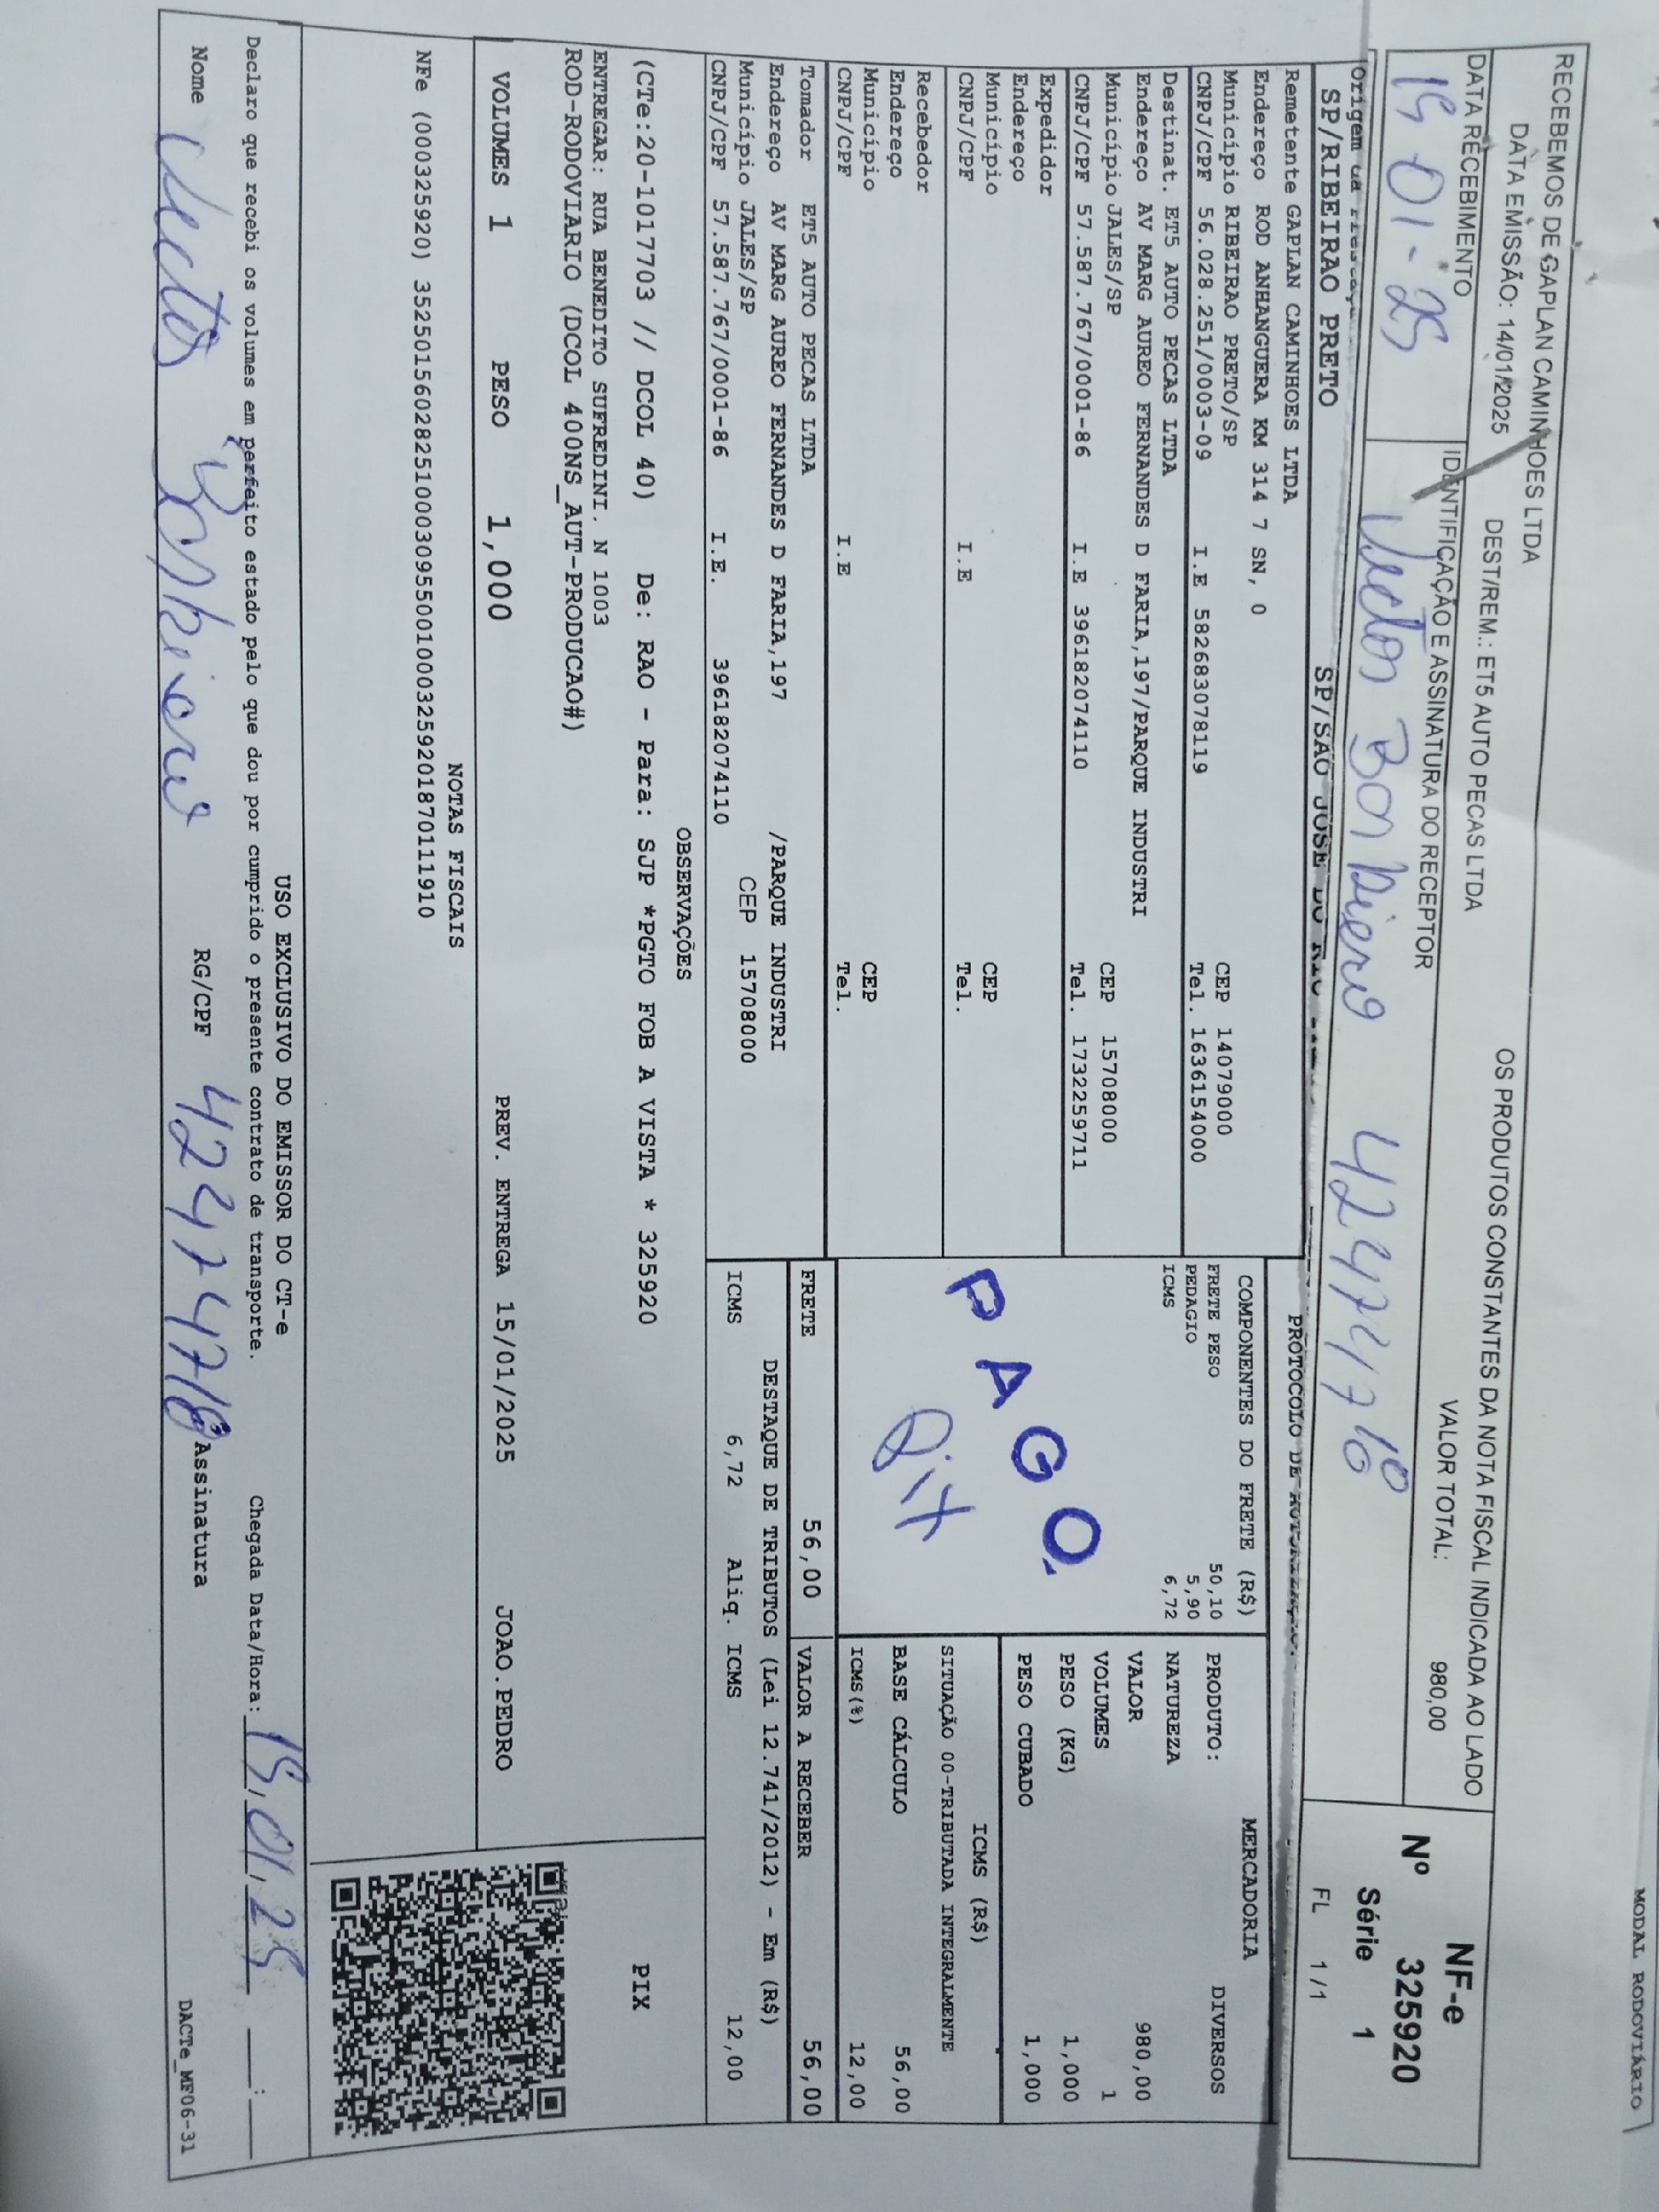 MODAL RODOVIÁRIO
RECEBEMOS DE GAPLAN CAMINHOES LTDA
OS PRODUTOS CONSTANTES DA NOTA FISCAL INDICADA AO LADO
DATA EMISSÃO: 14/01/2025 DEST/REM.: ET5 AUTO PECAS LTDA VALOR TOTAL: 980,00
DATA RECEBIMENTO IDENTIFICAÇÃO E ASSINATURA DO RECEPTOR
15 01-25
NF-e
Nº 325920
Série 1
FL 1/1
Origem da
SP/RIBEIRAO PRETO SP/SAO JOSE DO RIO
PROTOCOLO DE
Remetente GAPLAN CAMINHOES LTDA
Endereço ROD ANHANGUERA KM 314 7 SN, 0
Município RIBEIRAO PRETO/SP CEP 14079000
CNPJ/CPF 56.028.251/0003-09 I.E 582683078119 Tel. 1636154000
Destinat. ET5 AUTO PECAS LTDA
Endereço AV MARG AUREO FERNANDES D FARIA,197/PARQUE INDUSTRI
Município JALES/SP CEP 15708000
CNPJ/CPF 57.587.767/0001-86 I.E 396182074110 Tel. 1732259711
Expedidor
Endereço
Município CEP
CNPJ/CPF I.E Tel.
Recebedor
Endereço
Município CEP
CNPJ/CPF I.E Tel.
Tomador ET5 AUTO PECAS LTDA
Endereço AV MARG AUREO FERNANDES D FARIA,197 /PARQUE INDUSTRI
Município JALES/SP CEP 15708000
CNPJ/CPF 57.587.767/0001-86 I.E. 396182074110
COMPONENTES DO FRETE (R$)
FRETE PESO 50,10
PEDAGIO 5,90
ICMS 6,72
PAGO.
Pix
MERCADORIA
PRODUTO: DIVERSOS
NATUREZA
VALOR 980,00
VOLUMES 1
PESO (KG) 1,000
PESO CUBADO 1,000
ICMS (R$)
SITUAÇÃO 00-TRIBUTADA INTEGRALMENTE
BASE CÁLCULO 56,00
ICMS(%) 12,00
FRETE 56,00 VALOR A RECEBER 56,00
DESTAQUE DE TRIBUTOS (Lei 12.741/2012) - Em (R$)
ICMS 6,72 Aliq. ICMS 12,00
OBSERVAÇÕES
(CTe:20-1017703 // DCOL 40) De: RAO - Para: SJP *PGTO FOB A VISTA * 325920
ENTREGAR: RUA BENEDITO SUFREDINI. N 1003
ROD-RODOVIARIO (DCOL 400NS_AUT-PRODUCAO#)
PIX
VOLUMES 1 PESO 1,000 PREV. ENTREGA 15/01/2025 JOAO.PEDRO
NOTAS FISCAIS
NFe (000325920) 35250156028251000309550010003259201870111910
USO EXCLUSIVO DO EMISSOR DO CT-e
Declaro que recebi os volumes em perfeito estado pelo que dou por cumprido o presente contrato de transporte. Chegada Data/Hora: 15,01,25 __:__
Nome RG/CPF Assinatura
DACTe_MF06-31